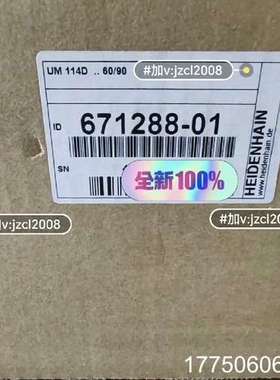 UM 114D .. 60/90
#加v:jzcl2008
ID 671288-01
SN
全新100%
HEIDENHAIN
www.heidenhain.de
#加v:jzcl2008
#加v:jzcl2008
17750606